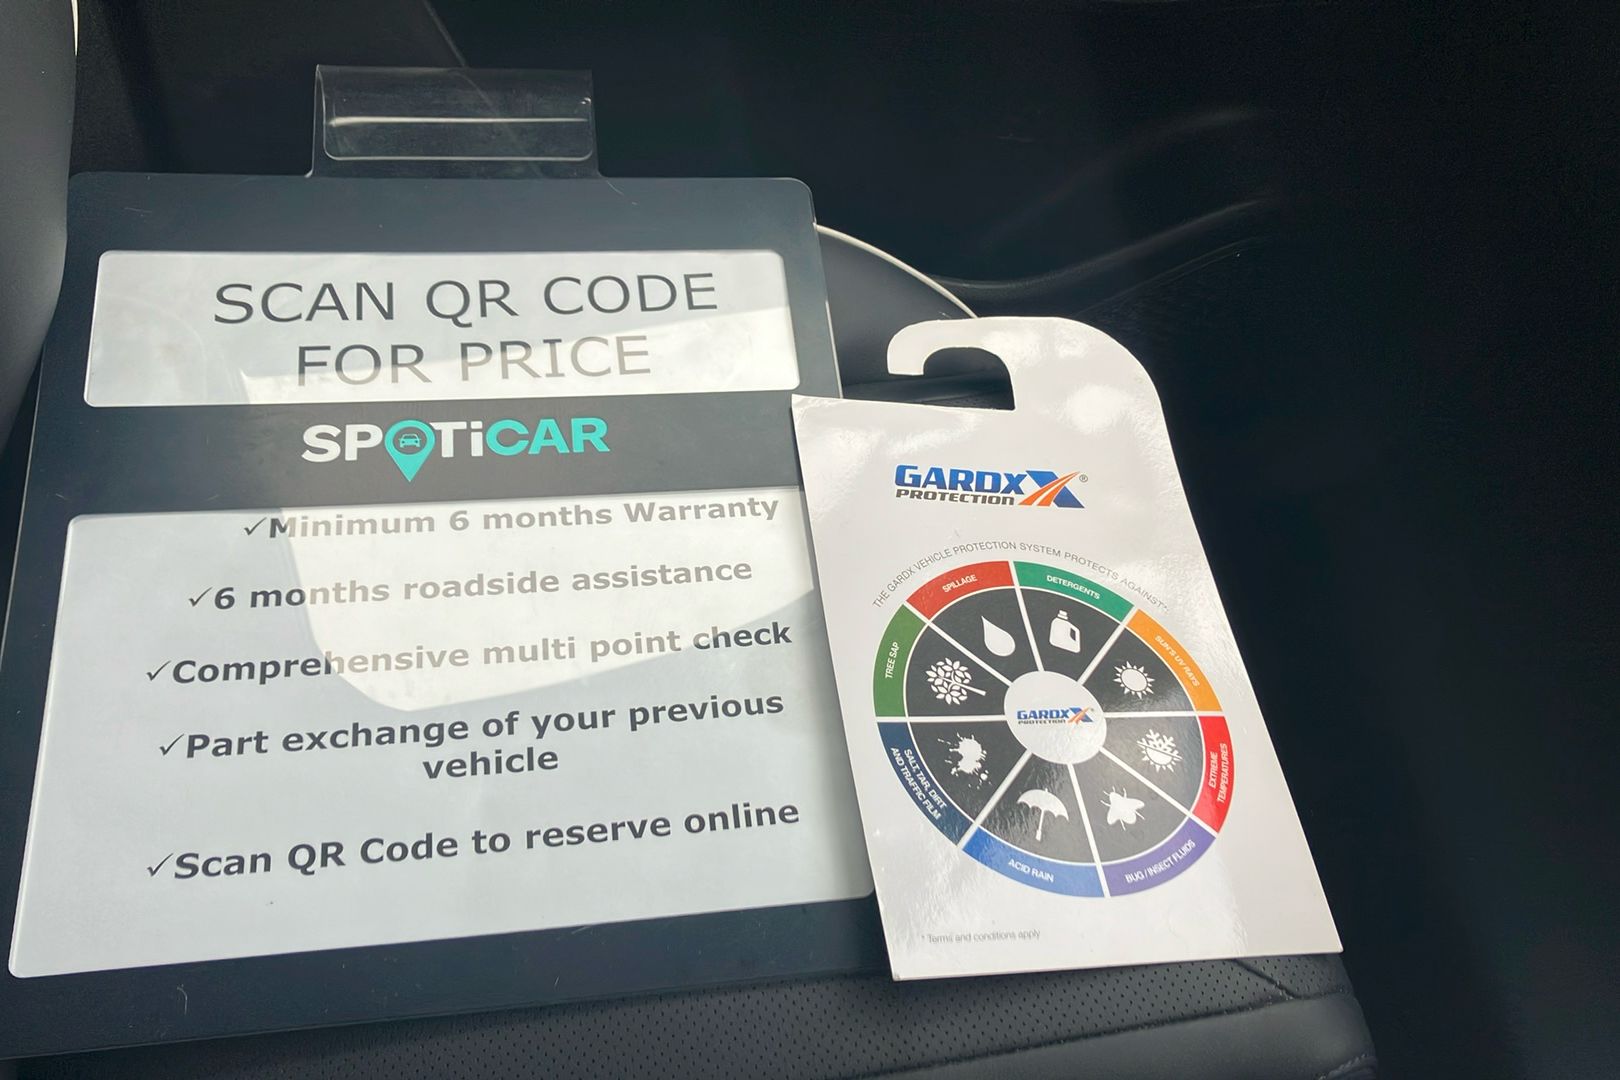 SCAN QR CODE
FOR PRICE
SPOTiCAR
✓Minimum 6 months Warranty
✓6 months roadside assistance
✓Comprehensive multi point check
✓Part exchange of your previous
vehicle
✓Scan QR Code to reserve online
GARDX
PROTECTION
®
THE GARDX VEHICLE PROTECTION SYSTEM PROTECTS AGAINST*:
SPILLAGE
DETERGENTS
SUN'S UV RAYS
EXTREME
TEMPERATURES
BUG / INSECT FLUIDS
ACID RAIN
SALT, TAR, DIRT
AND TRAFFIC FILM
TREE SAP
GARDX
PROTECTION
* Terms and conditions apply